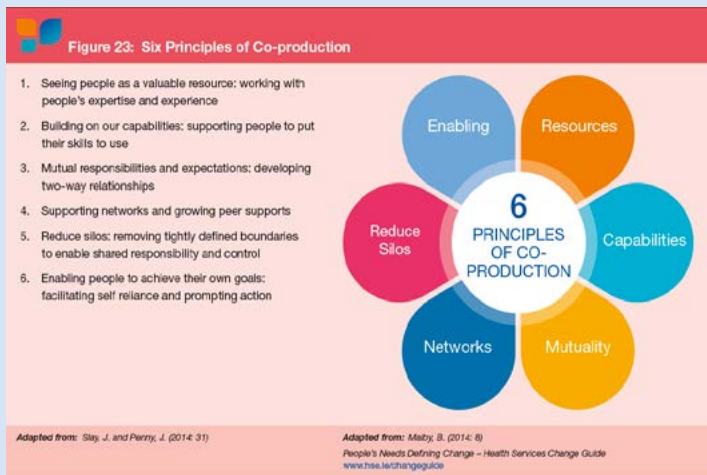 Figure 23: Six Principles of Co-production
1. Seeing people as a valuable resource: working with
people's expertise and experience
2. Building on our capabilities: supporting people to put
their skills to use
3. Mutual responsibilities and expectations: developing
two-way relationships
4. Supporting networks and growing peer supports
5. Reduce silos: removing tightly defined boundaries
to enable shared responsibility and control
6. Enabling people to achieve their own goals:
facilitating self reliance and prompting action
Enabling
Resources
Reduce
Silos
6
PRINCIPLES
OF CO-
PRODUCTION
Capabilities
Networks
Mutuality
Adapted from: Slay, J. and Penny, J. (2014: 31)
Adapted from: Malby, B. (2014: 8)
People's Needs Defining Change – Health Services Change Guide
www.hse.ie/changeguide